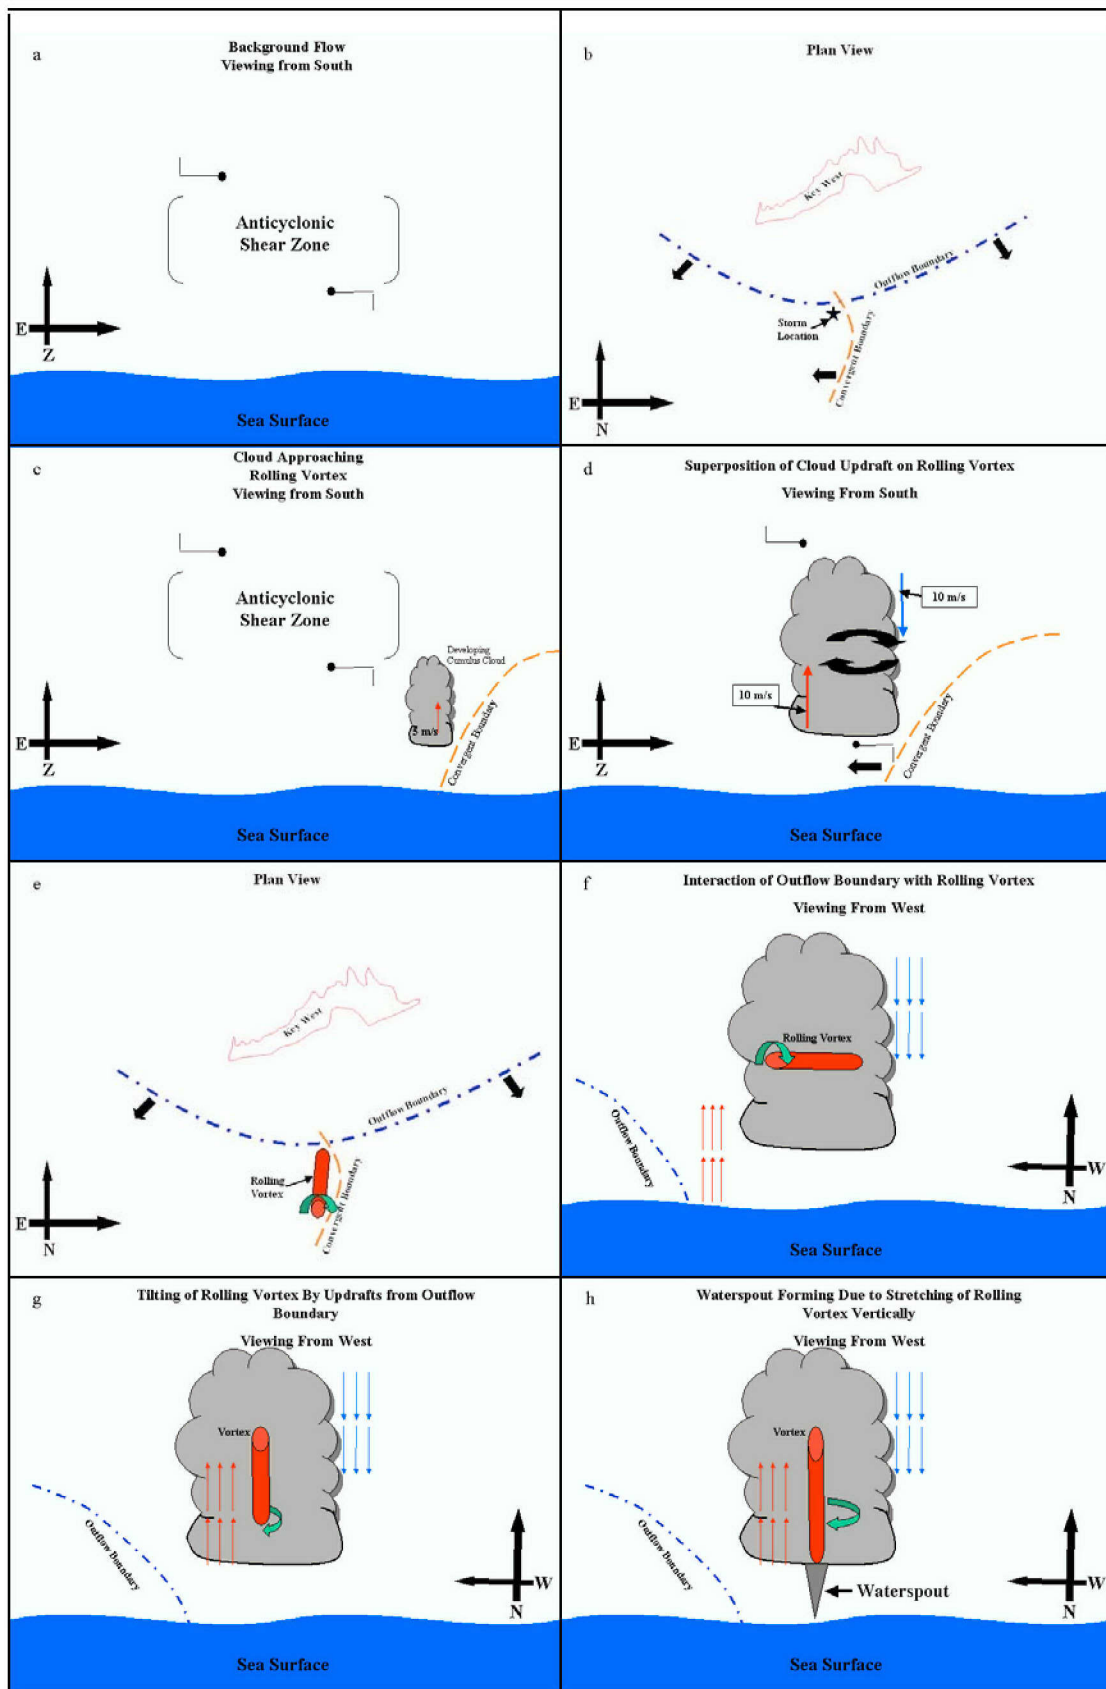 a
Background Flow
Viewing from South
Anticyclonic
Shear Zone
E
Z
Sea Surface
b
Plan View
Key West
Outflow Boundary
Storm
Location
Convergent Boundary
E
N
c
Cloud Approaching
Rolling Vortex
Viewing from South
Anticyclonic
Shear Zone
Developing
Cumulus Cloud
5 m/s
Convergent Boundary
E
Z
Sea Surface
d
Superposition of Cloud Updraft on Rolling Vortex
Viewing From South
10 m/s
10 m/s
Convergent Boundary
E
Z
Sea Surface
e
Plan View
Key West
Outflow Boundary
Rolling
Vortex
Convergent Boundary
E
N
f
Interaction of Outflow Boundary with Rolling Vortex
Viewing From West
Rolling Vortex
Outflow Boundary
W
N
Sea Surface
g
Tilting of Rolling Vortex By Updrafts from Outflow
Boundary
Viewing From West
Vortex
Outflow Boundary
W
N
Sea Surface
h
Waterspout Forming Due to Stretching of Rolling
Vortex Vertically
Viewing From West
Vortex
Outflow Boundary
Waterspout
W
N
Sea Surface